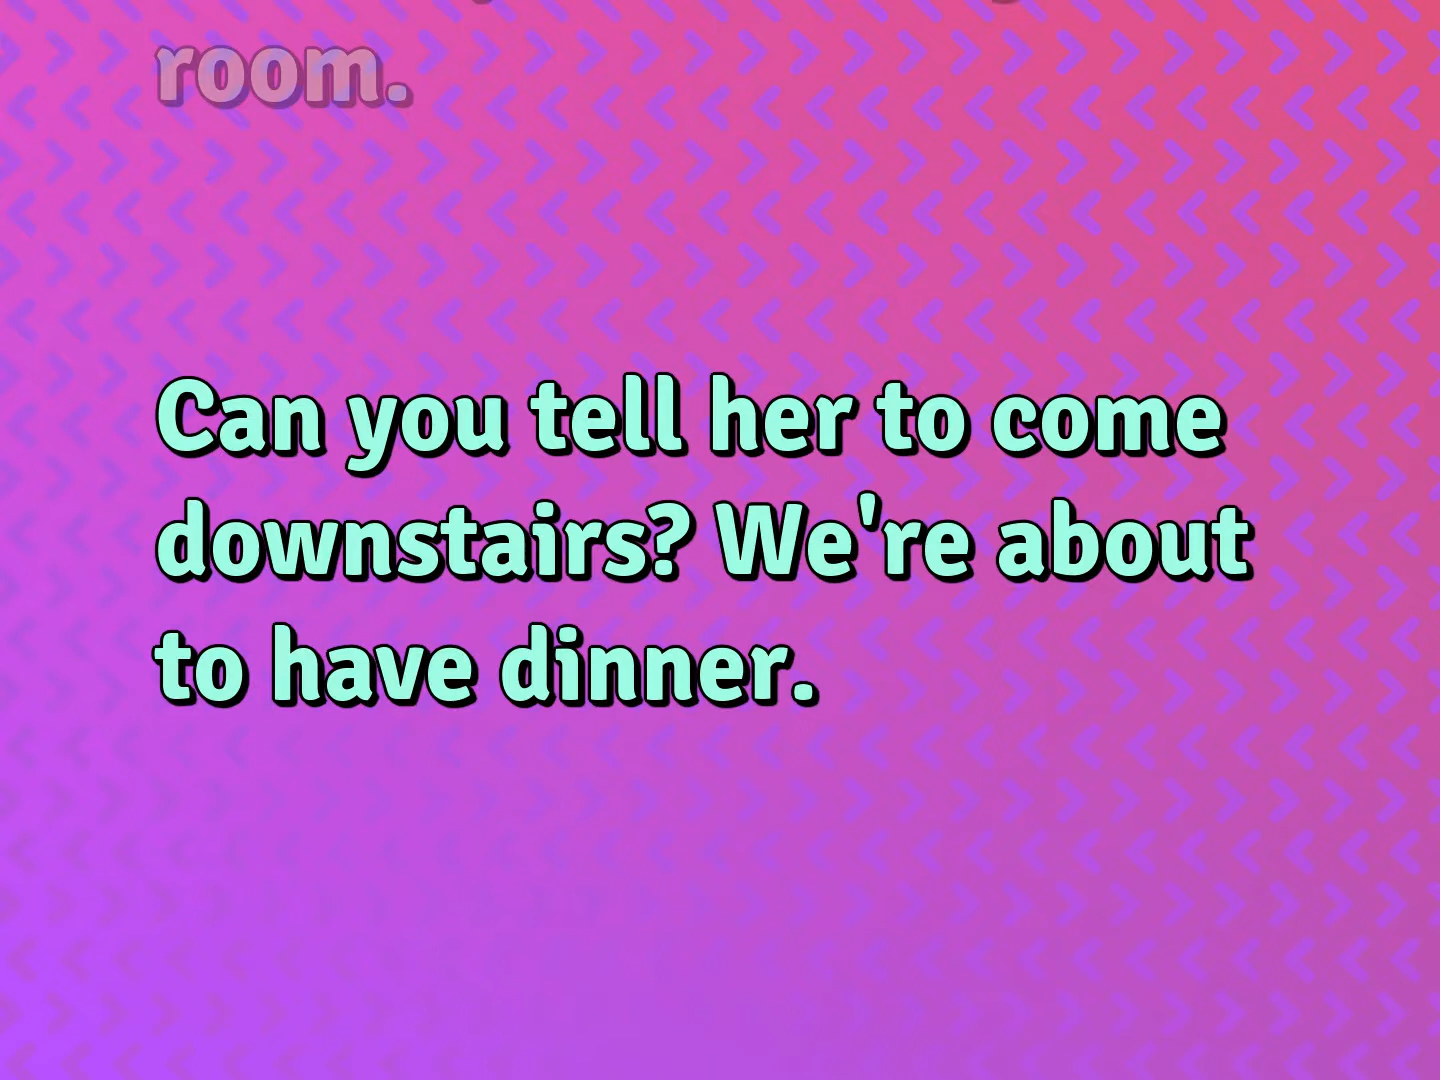 room.
Can you tell her to come
downstairs? We're about
to have dinner.